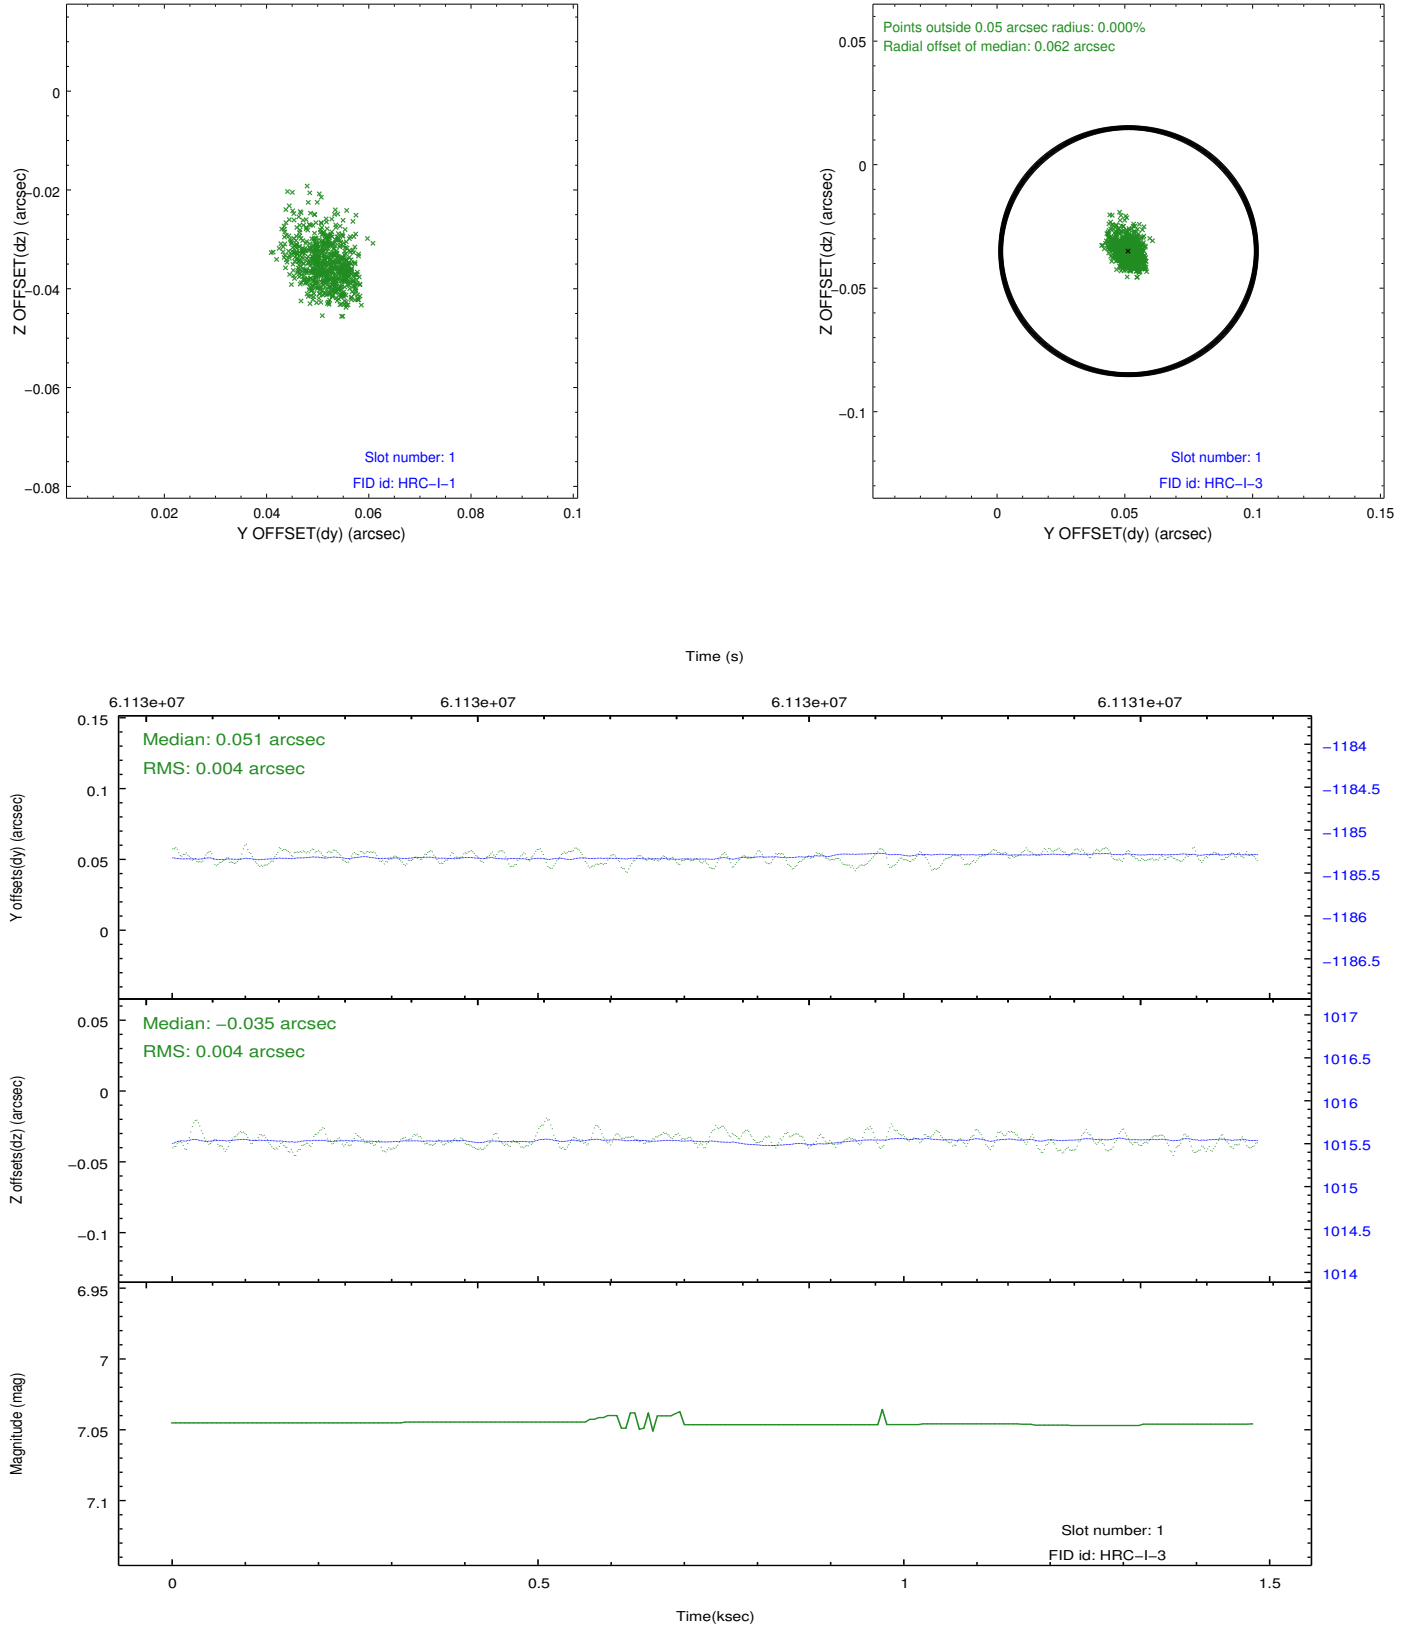 0
−0.02
−0.04
−0.06
−0.08
Z OFFSET(dz) (arcsec)
Slot number: 1
FID id: HRC−I−1
0.02
0.04
0.06
0.08
0.1
Y OFFSET(dy) (arcsec)
Points outside 0.05 arcsec radius: 0.000%
Radial offset of median: 0.062 arcsec
0.05
0
−0.05
−0.1
Z OFFSET(dz) (arcsec)
Slot number: 1
FID id: HRC−I−3
0
0.05
0.1
0.15
Y OFFSET(dy) (arcsec)
Time (s)
6.113e+07
6.113e+07
6.113e+07
6.1131e+07
Median: 0.051 arcsec
RMS: 0.004 arcsec
0.15
0.1
0.05
0
Y offsets(dy) (arcsec)
−1184
−1184.5
−1185
−1185.5
−1186
−1186.5
Median: −0.035 arcsec
RMS: 0.004 arcsec
0.05
0
−0.05
−0.1
Z offsets(dz) (arcsec)
1017
1016.5
1016
1015.5
1015
1014.5
1014
6.95
7
7.05
7.1
Magnitude (mag)
Slot number: 1
FID id: HRC−I−3
0
0.5
1
1.5
Time(ksec)